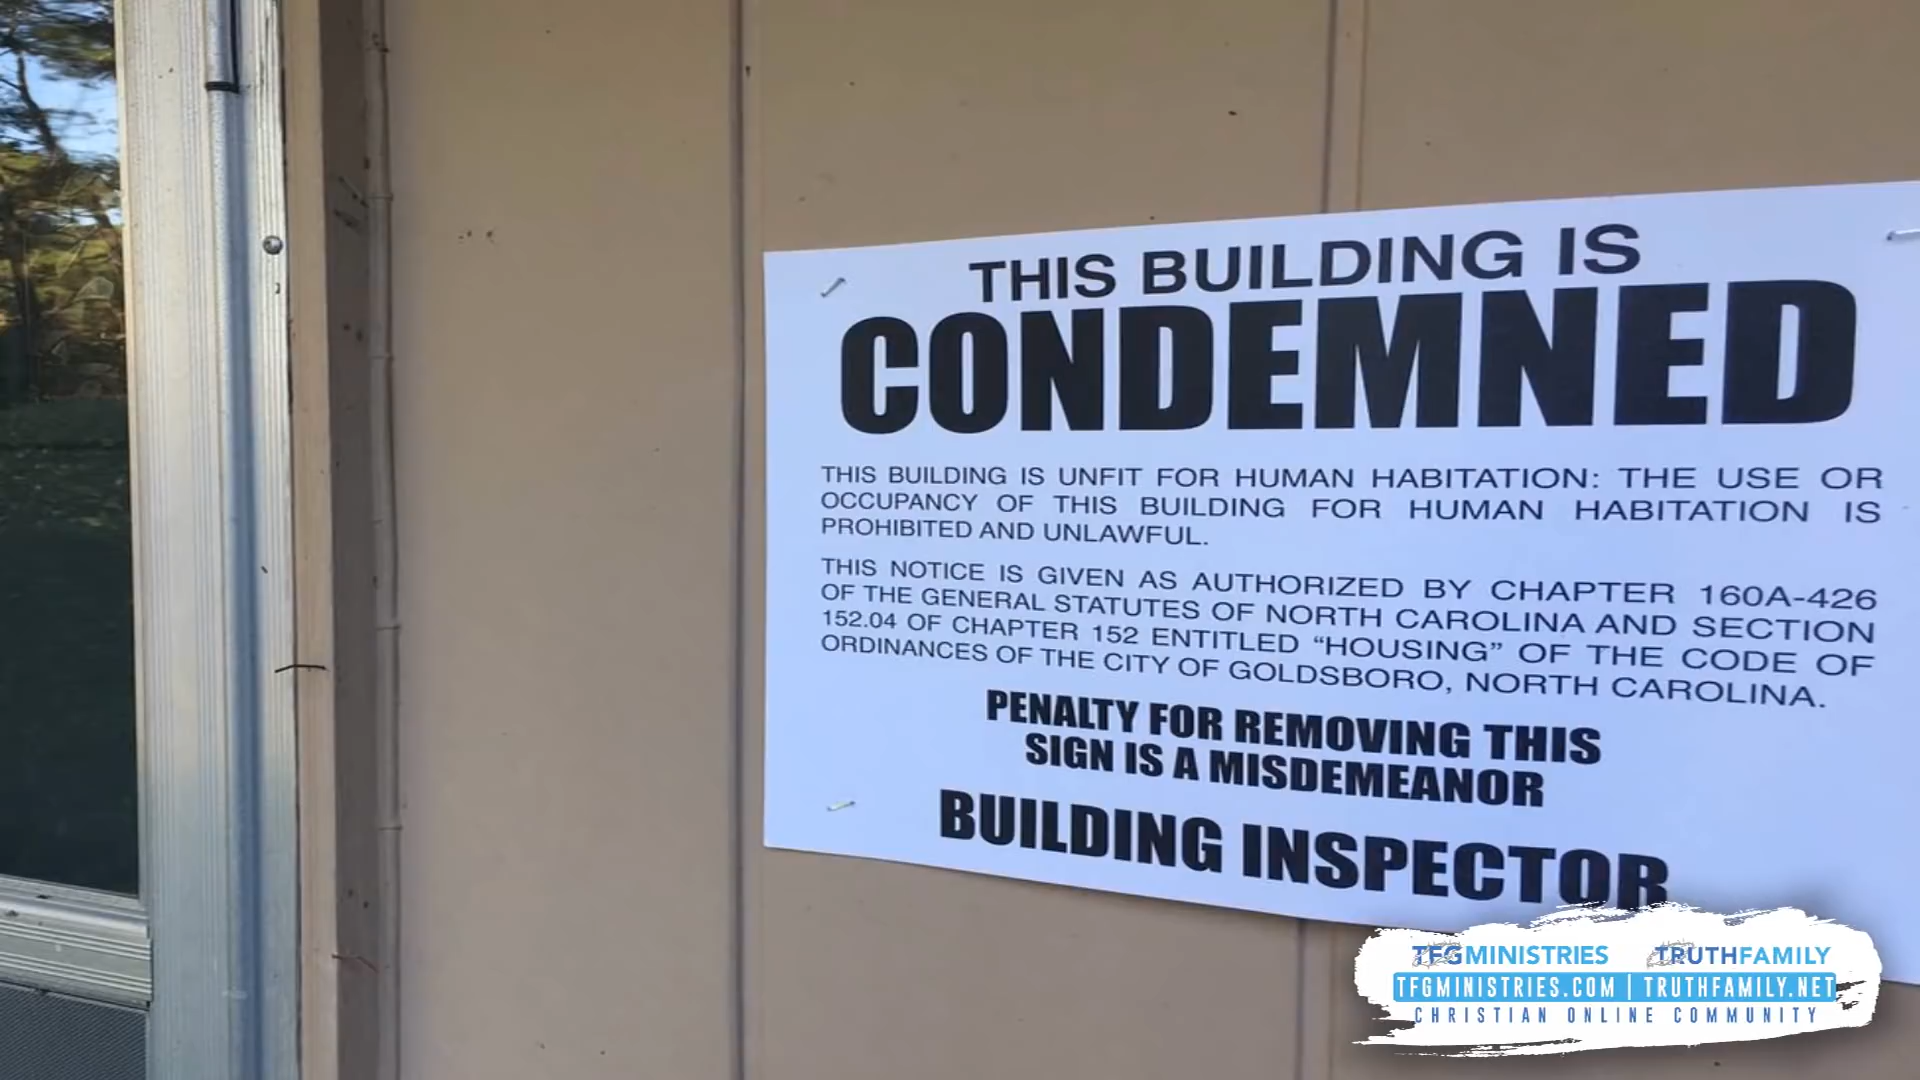 THIS BUILDING IS
CONDEMNED
THIS BUILDING IS UNFIT FOR HUMAN HABITATION: THE USE OR
OCCUPANCY OF THIS BUILDING FOR HUMAN HABITATION IS
PROHIBITED AND UNLAWFUL.
THIS NOTICE IS GIVEN AS AUTHORIZED BY CHAPTER 160A-426
OF THE GENERAL STATUTES OF NORTH CAROLINA AND SECTION
152.04 OF CHAPTER 152 ENTITLED “HOUSING” OF THE CODE OF
ORDINANCES OF THE CITY OF GOLDSBORO, NORTH CAROLINA.
PENALTY FOR REMOVING THIS
SIGN IS A MISDEMEANOR
BUILDING INSPECTOR
TFGMINISTRIES TRUTHFAMILY
TFGMINISTRIES.COM | TRUTHFAMILY.NET
CHRISTIAN ONLINE COMMUNITY